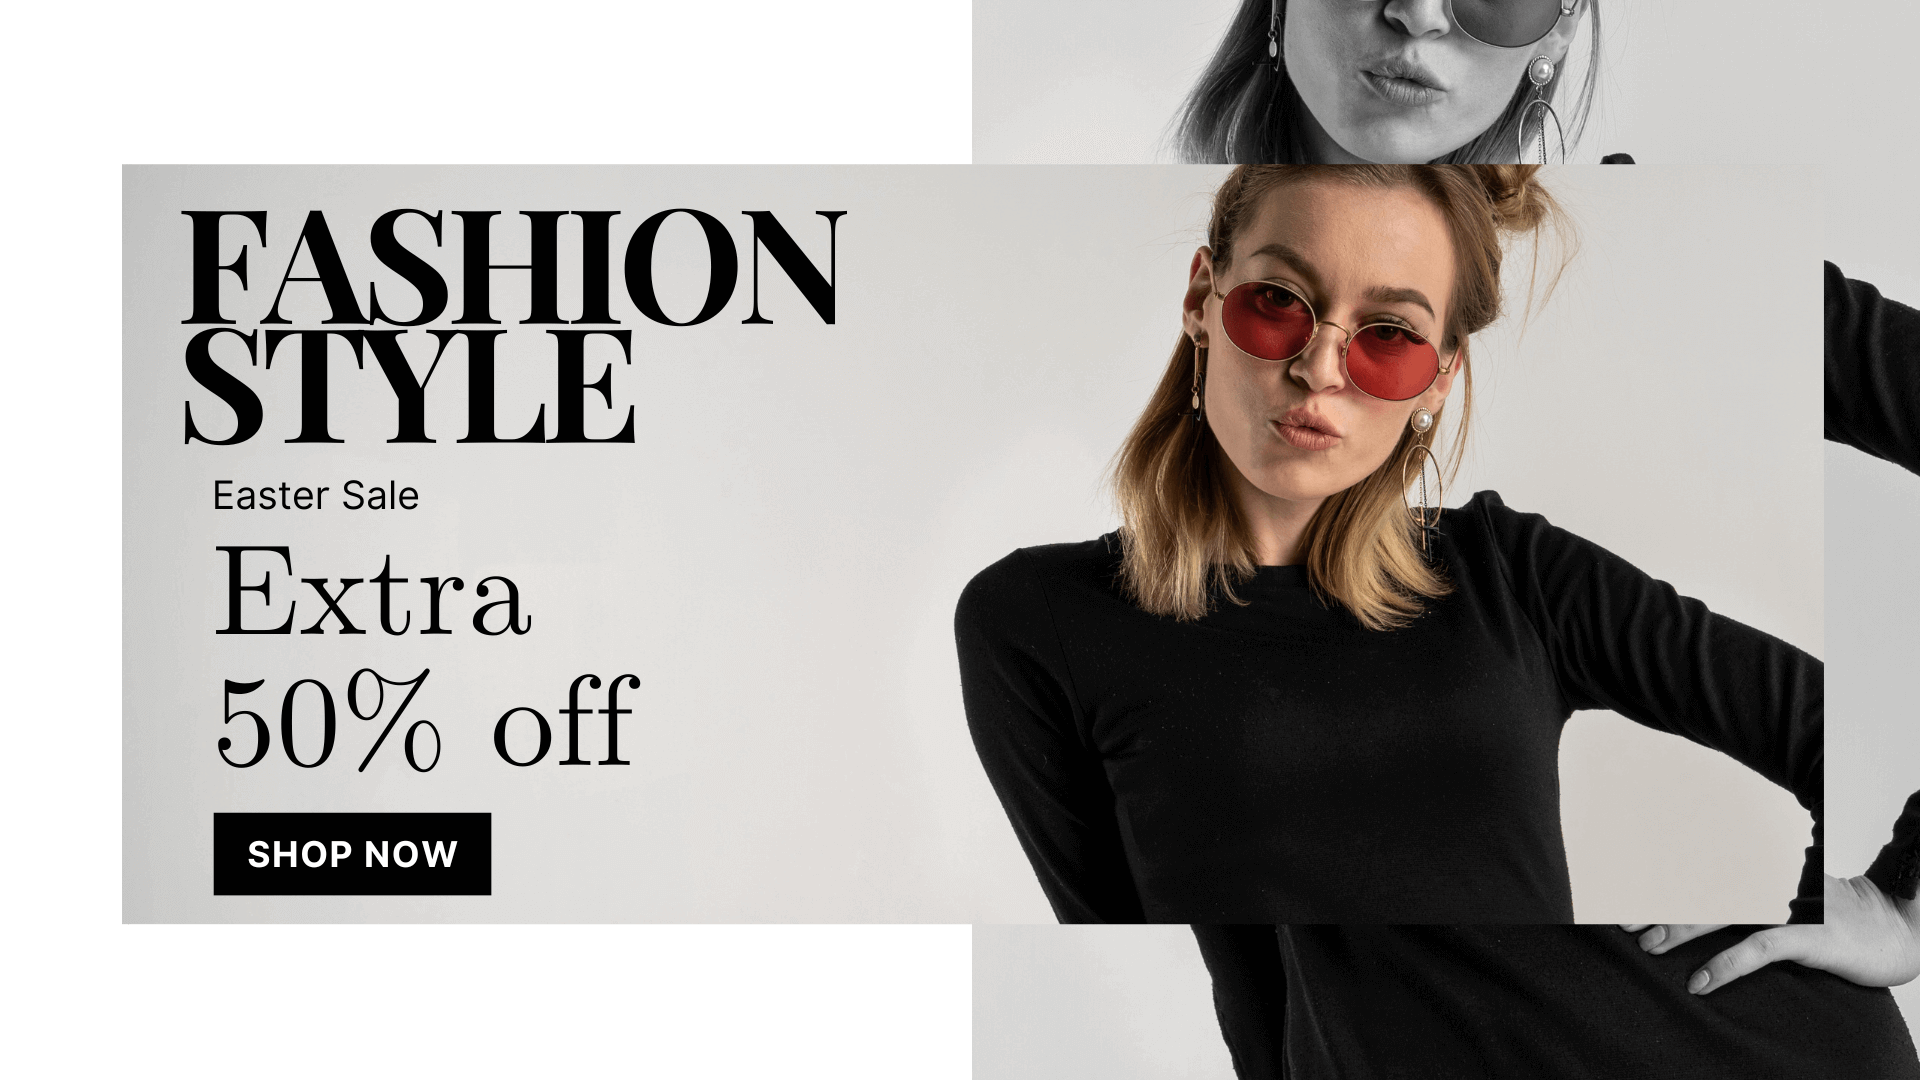 FASHION
STYLE
Easter Sale
Extra
50% off
SHOP NOW